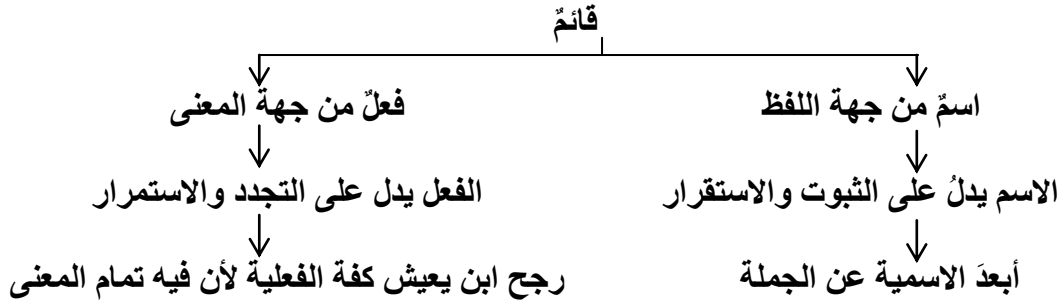 قائمٌ
اسمٌ من جهة اللفظ
فعلٌ من جهة المعنى
الاسم يدلُ على الثبوت والاستقرار
الفعل يدل على التجدد والاستمرار
أبعدَ الاسمية عن الجملة
رجح ابن يعيش كفة الفعلية لأن فيه تمام المعنى